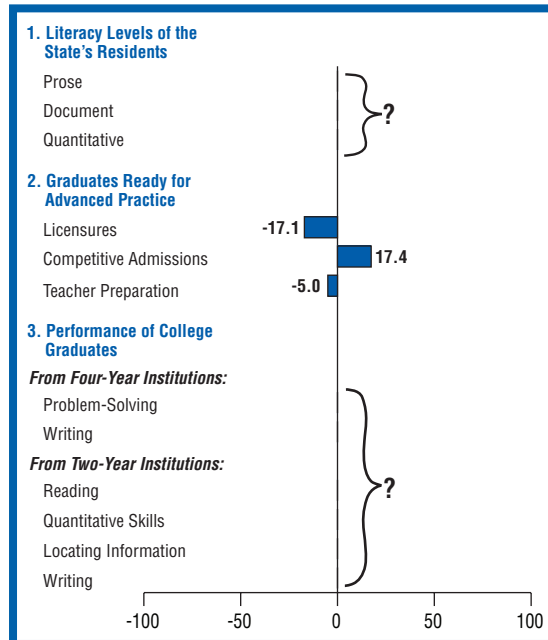 1. Literacy Levels of the
State's Residents
Prose
Document
Quantitative
?
2. Graduates Ready for
Advanced Practice
Licensures
-17.1
Competitive Admissions
17.4
Teacher Preparation
-5.0
3. Performance of College
Graduates
From Four-Year Institutions:
Problem-Solving
Writing
From Two-Year Institutions:
Reading
?
Quantitative Skills
Locating Information
Writing
-100 -50 0 50 100